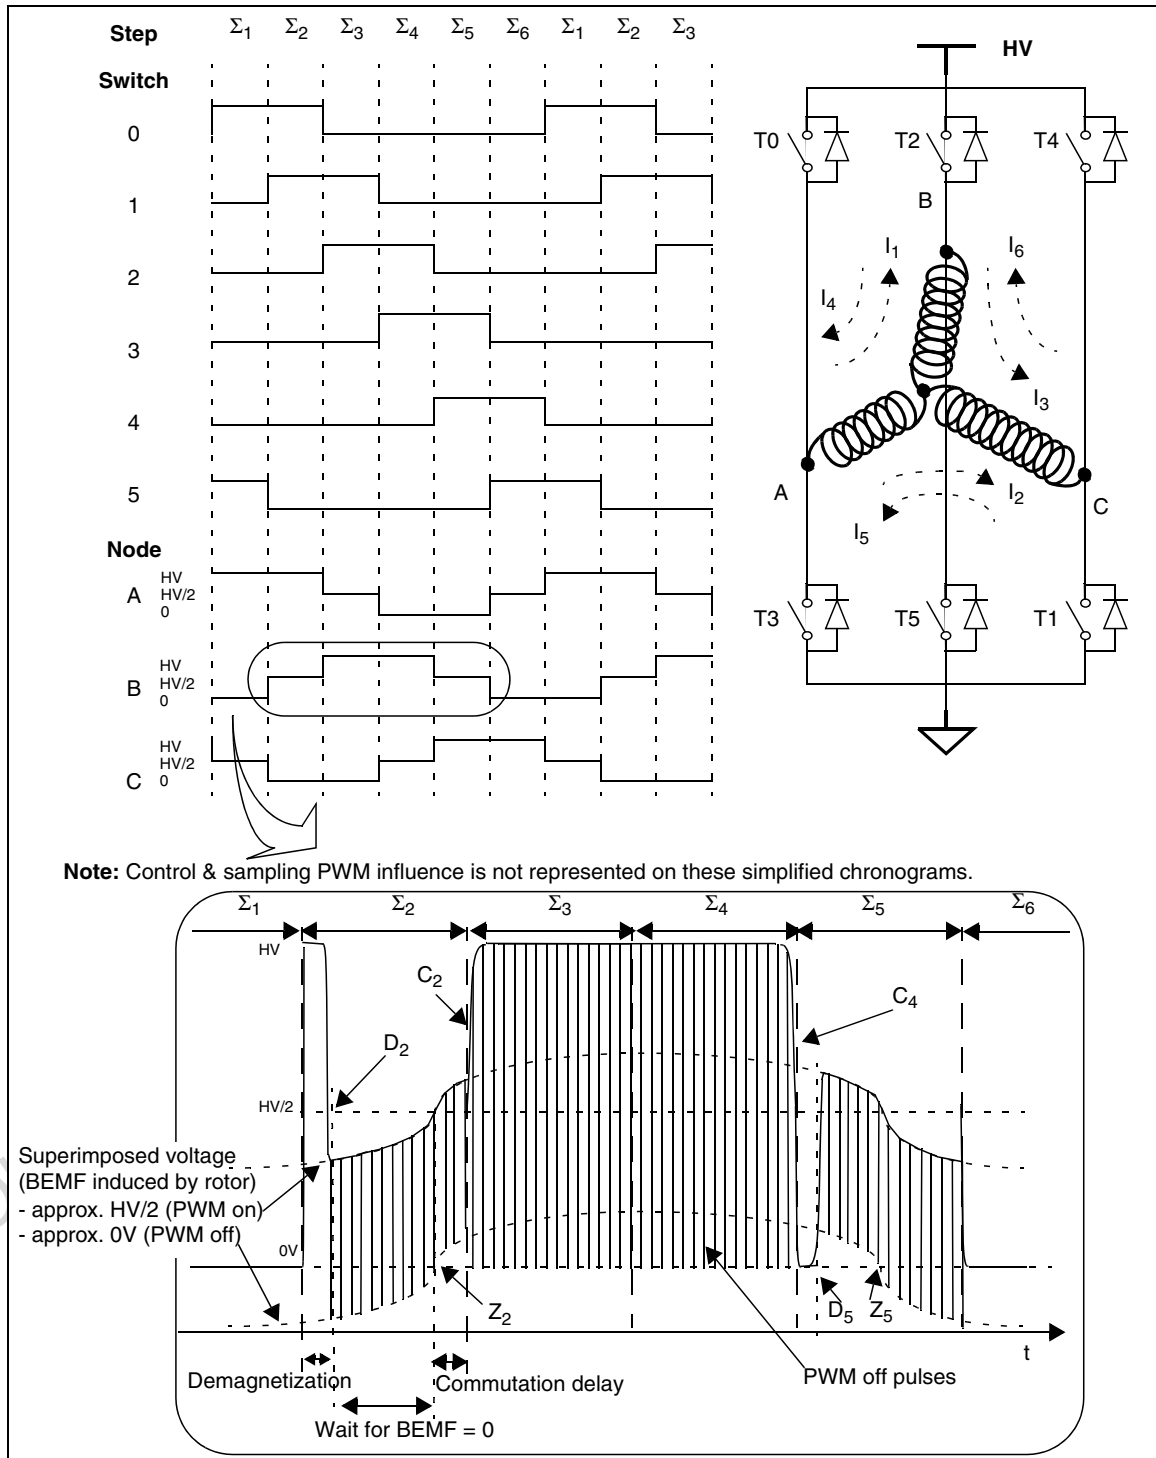 Step Σ1 Σ2 Σ3 Σ4 Σ5 Σ6 Σ1 Σ2 Σ3
Switch
0
1
2
3
4
5
Node
A HV
HV/2
0
B HV
HV/2
0
C HV
HV/2
0
HV
T0 T2 T4
B
I1 I6
I4
I3
A
I2
C
I5
T3 T5 T1
Note: Control & sampling PWM influence is not represented on these simplified chronograms.
Σ1 Σ2 Σ3 Σ4 Σ5 Σ6
HV
C2 C4
D2
HV/2
Superimposed voltage
(BEMF induced by rotor)
- approx. HV/2 (PWM on)
- approx. 0V (PWM off)
0V
Z2 D5 Z5
t
Demagnetization Commutation delay PWM off pulses
Wait for BEMF = 0